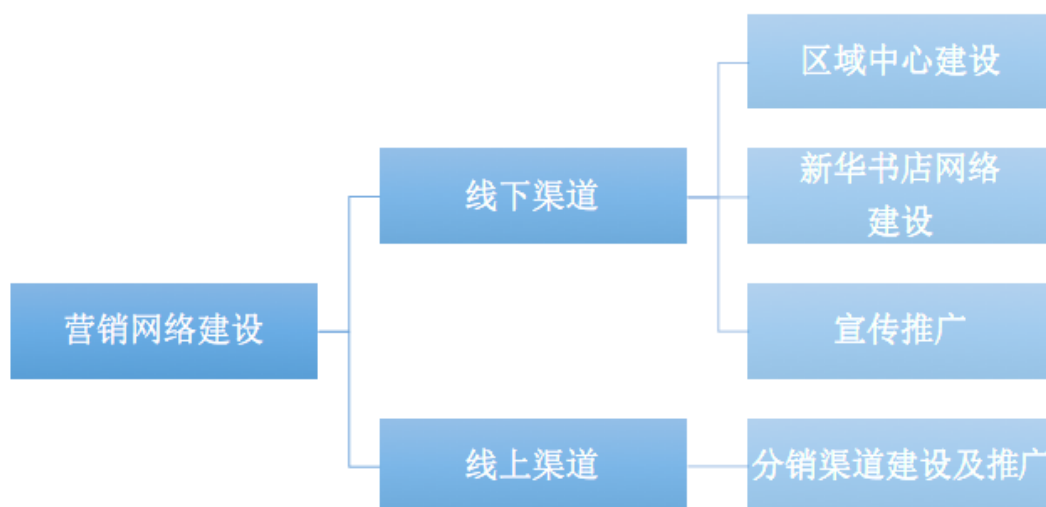 区域中心建设
线下渠道
新华书店网络
建设
营销网络建设
宣传推广
线上渠道
分销渠道建设及推广